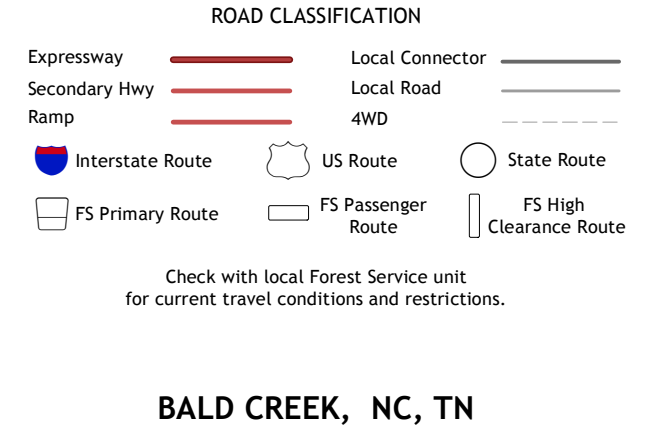 ROAD CLASSIFICATION
Expressway
Secondary Hwy
Ramp
Local Connector
Local Road
4WD
Interstate Route
US Route
State Route
FS Primary Route
FS Passenger
Route
FS High
Clearance Route
Check with local Forest Service unit
for current travel conditions and restrictions.
BALD CREEK,  NC, TN